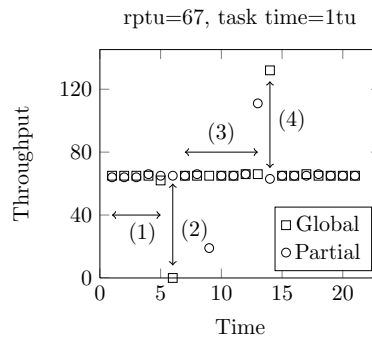 rptu=67, task time=1tu
Throughput
120
80
40
0
(3)
(4)
(1)
(2)
Global
Partial
0
5
10
15
20
Time